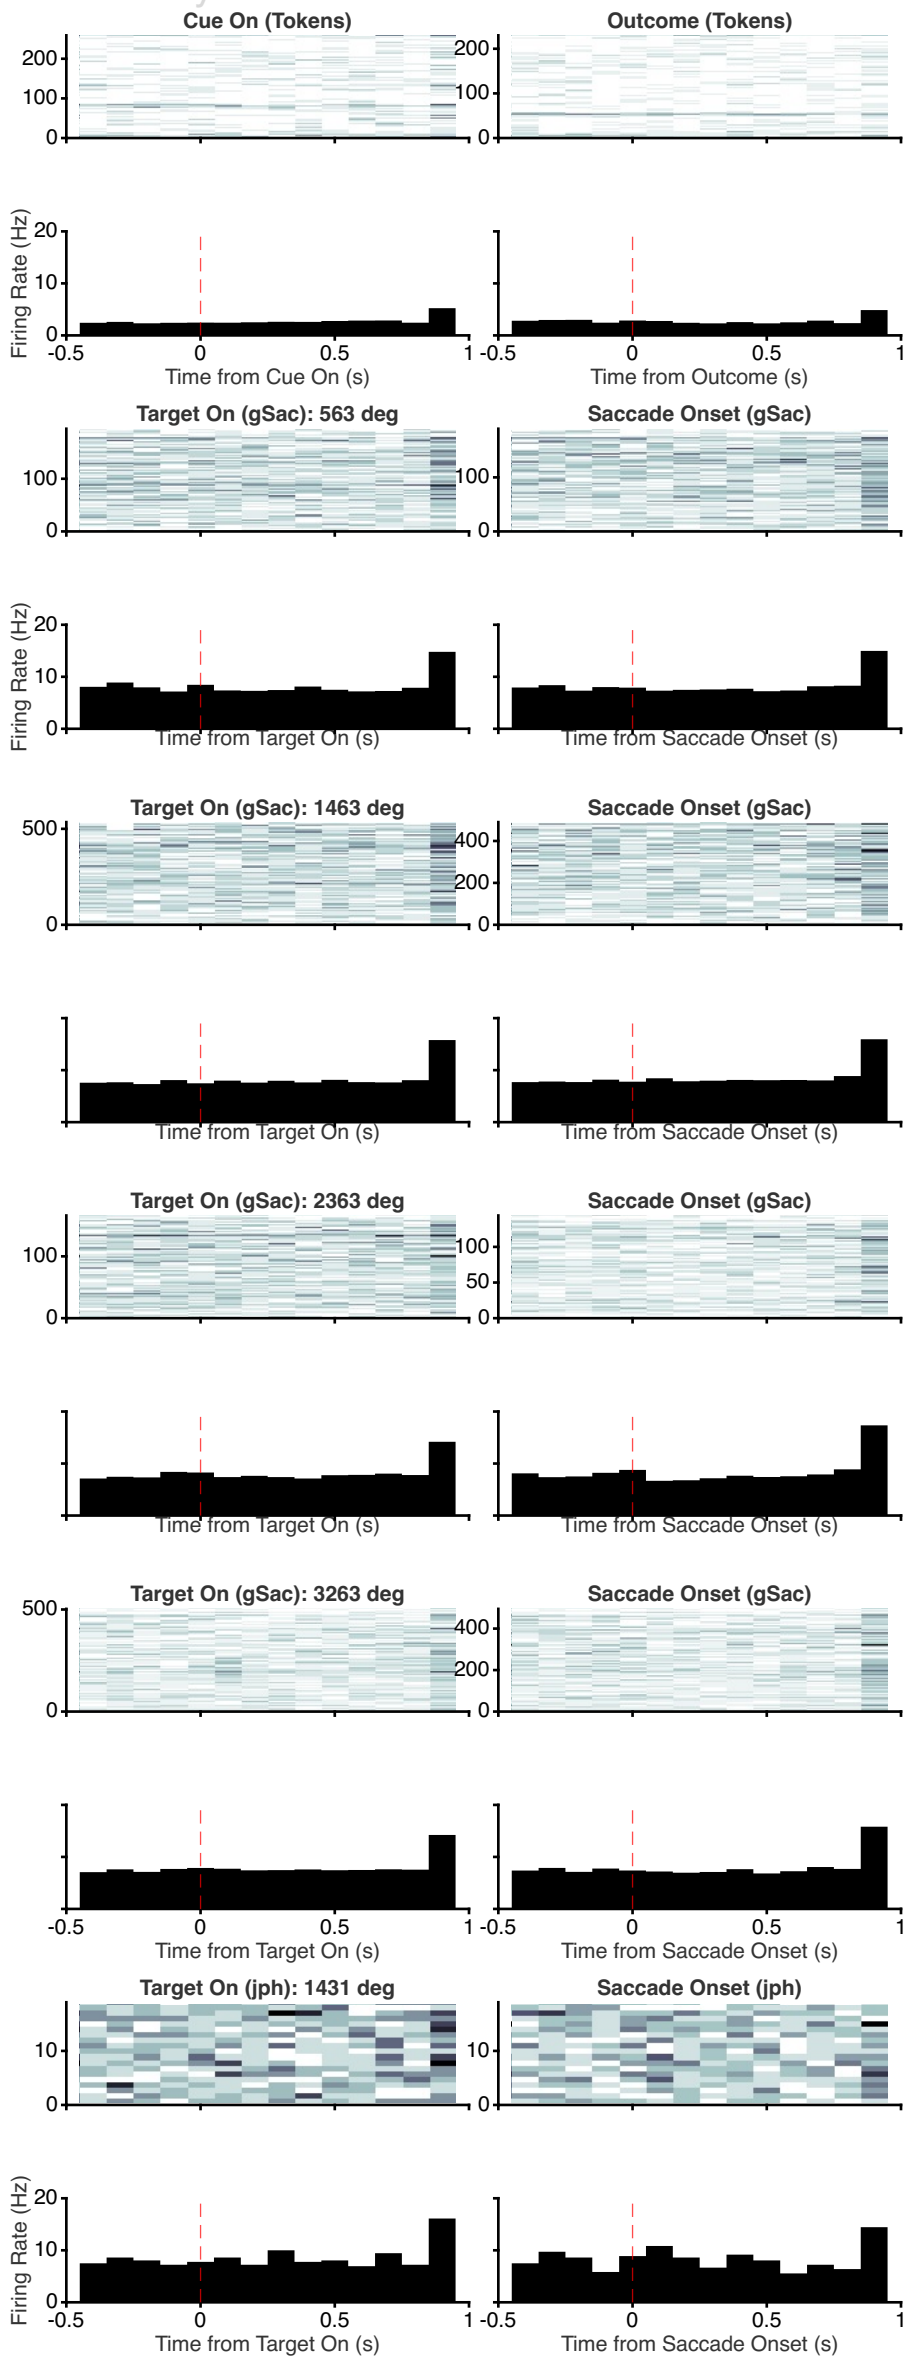 Cue On (Tokens) Outcome (Tokens)
200 200
100 100
0 0
Firing Rate (Hz)
20
10
0
-0.5 0 0.5 1 -0.5 0 0.5 1
Time from Cue On (s) Time from Outcome (s)
Target On (gSac): 563 deg Saccade Onset (gSac)
100 100
0 0
Firing Rate (Hz)
20
10
0
Time from Target On (s) Time from Saccade Onset (s)
Target On (gSac): 1463 deg Saccade Onset (gSac)
500 400
200
0 0
Time from Target On (s) Time from Saccade Onset (s)
Target On (gSac): 2363 deg Saccade Onset (gSac)
100 100
50
0 0
Time from Target On (s) Time from Saccade Onset (s)
Target On (gSac): 3263 deg Saccade Onset (gSac)
500 400
200
0 0
-0.5 0 0.5 1 -0.5 0 0.5 1
Time from Target On (s) Time from Saccade Onset (s)
Target On (jph): 1431 deg Saccade Onset (jph)
10 10
0 0
Firing Rate (Hz)
20
10
0
-0.5 0 0.5 1 -0.5 0 0.5 1
Time from Target On (s) Time from Saccade Onset (s)